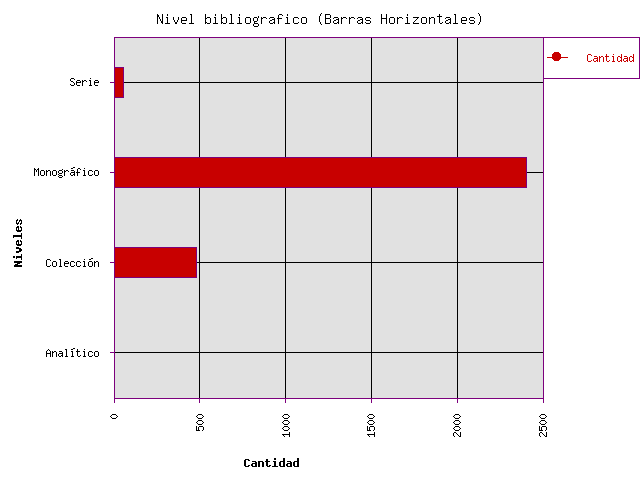 Nivel bibliografico (Barras Horizontales)
Cantidad
Serie
Monográfico
Colección
Analítico
Niveles
0
500
1000
1500
2000
2500
Cantidad